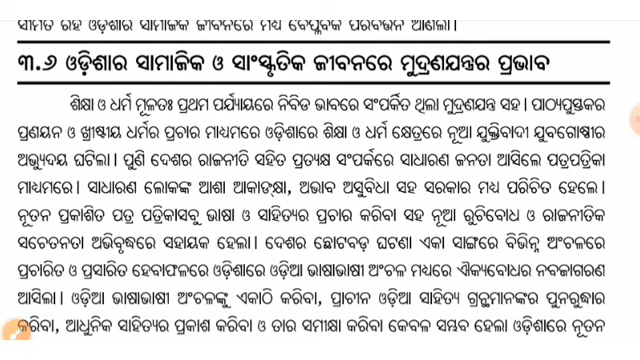 ସୀମିତ ରହି ଓଡ଼ିଶାର ସାମାଜିକ ଜୀବନରେ ମଧ୍ୟ ବୈପ୍ଳବିକ ପରିବର୍ତ୍ତନ ଆଣିଲା।
୩.୬ ଓଡ଼ିଶାର ସାମାଜିକ ଓ ସାଂସ୍କୃତିକ ଜୀବନରେ ମୁଦ୍ରଣଯନ୍ତ୍ରର ପ୍ରଭାବ
ଶିକ୍ଷା ଓ ଧର୍ମ ମୂଳତଃ ପ୍ରଥମ ପର୍ଯ୍ୟାୟରେ ନିବିଡ ଭାବରେ ସଂପର୍କିତ ଥିଲା ମୁଦ୍ରଣଯନ୍ତ୍ର ସହ। ପାଠ୍ୟପୁସ୍ତକର
ପ୍ରଣୟନ ଓ ଖ୍ରୀଷ୍ଟୀୟ ଧର୍ମର ପ୍ରଚାର ମାଧ୍ୟମରେ ଓଡ଼ିଶାରେ ଶିକ୍ଷା ଓ ଧର୍ମ କ୍ଷେତ୍ରରେ ନୂଆ ଯୁକ୍ତିବାଦୀ ଯୁବଗୋଷ୍ଠୀର
ଅଭ୍ୟୁଦୟ ଘଟିଲା। ପୁଣି ଦେଶର ରାଜନୀତି ସହିତ ପ୍ରତ୍ୟକ୍ଷ ସଂପର୍କରେ ସାଧାରଣ ଜନତା ଆସିଲେ ପତ୍ରପତ୍ରିକା
ମାଧ୍ୟମରେ। ସାଧାରଣ ଲୋକଙ୍କ ଆଶା ଆକାଙ୍‌କ୍ଷା, ଅଭାବ ଅସୁବିଧା ସହ ସରକାର ମଧ୍ୟ ପରିଚିତ ହେଲେ।
ନୂତନ ପ୍ରକାଶିତ ପତ୍ର ପତ୍ରିକାସବୁ ଭାଷା ଓ ସାହିତ୍ୟର ପ୍ରଚାର କରିବା ସହ ନୂଆ ରୁଚିବୋଧ ଓ ରାଜନୀତିକ
ସଚେତନତା ଅଭିବୃଦ୍ଧିରେ ସହାୟକ ହେଲା। ଦେଶର ଛୋଟବଡ଼ ଘଟଣା ଏକା ସାଙ୍ଗରେ ବିଭିନ୍ନ ଅଂଚଳରେ
ପ୍ରଚାରିତ ଓ ପ୍ରସାରିତ ହେବାଫଳରେ ଓଡ଼ିଶାରେ ଓଡ଼ିଆ ଭାଷାଭାଷୀ ଅଂଚଳ ମଧ୍ୟରେ ଐକ୍ୟବୋଧର ନବଜାଗରଣ
ଆସିଲା। ଓଡ଼ିଆ ଭାଷାଭାଷୀ ଅଂଚଳଙ୍କୁ ଏକାଠି କରିବା, ପ୍ରାଚୀନ ଓଡ଼ିଆ ସାହିତ୍ୟ ଗ୍ରନ୍ଥମାନଙ୍କର ପୁନରୁଦ୍ଧାର
କରିବା, ଆଧୁନିକ ସାହିତ୍ୟର ପ୍ରକାଶ କରିବା ଓ ତାର ସମୀକ୍ଷା କରିବା କେବଳ ସମ୍ଭବ ହେଲା ଓଡ଼ିଶାରେ ନୂତନ